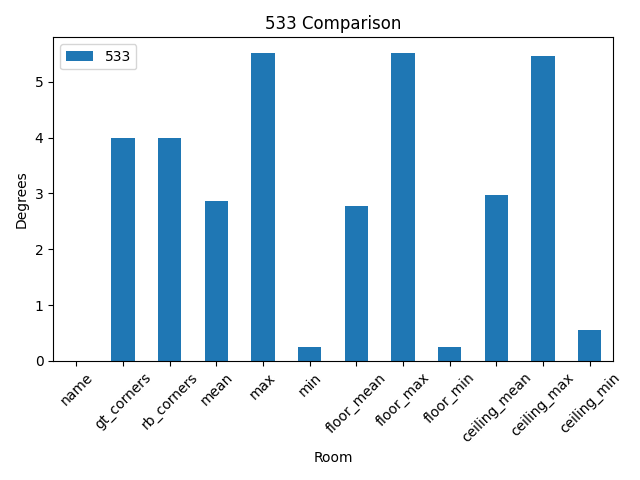 533 Comparison
533
Degrees
5
4
3
2
1
0
name
gt_corners
rb_corners
mean
max
min
floor_mean
floor_max
floor_min
ceiling_mean
ceiling_max
ceiling_min
Room